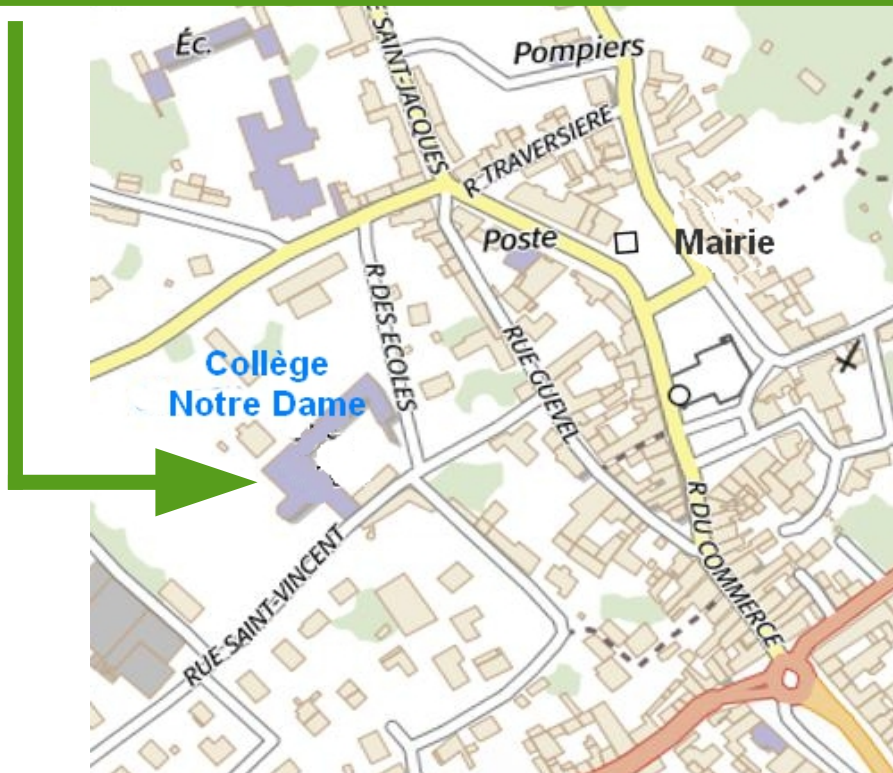 Éc.
E SAINT-JACQUES
Pompiers
R TRAVERSIERE
Poste
Mairie
R DES ECOLES
RUE GUEVEL
Collège
Notre Dame
R DU COMMERCE
RUE SAINT-VINCENT